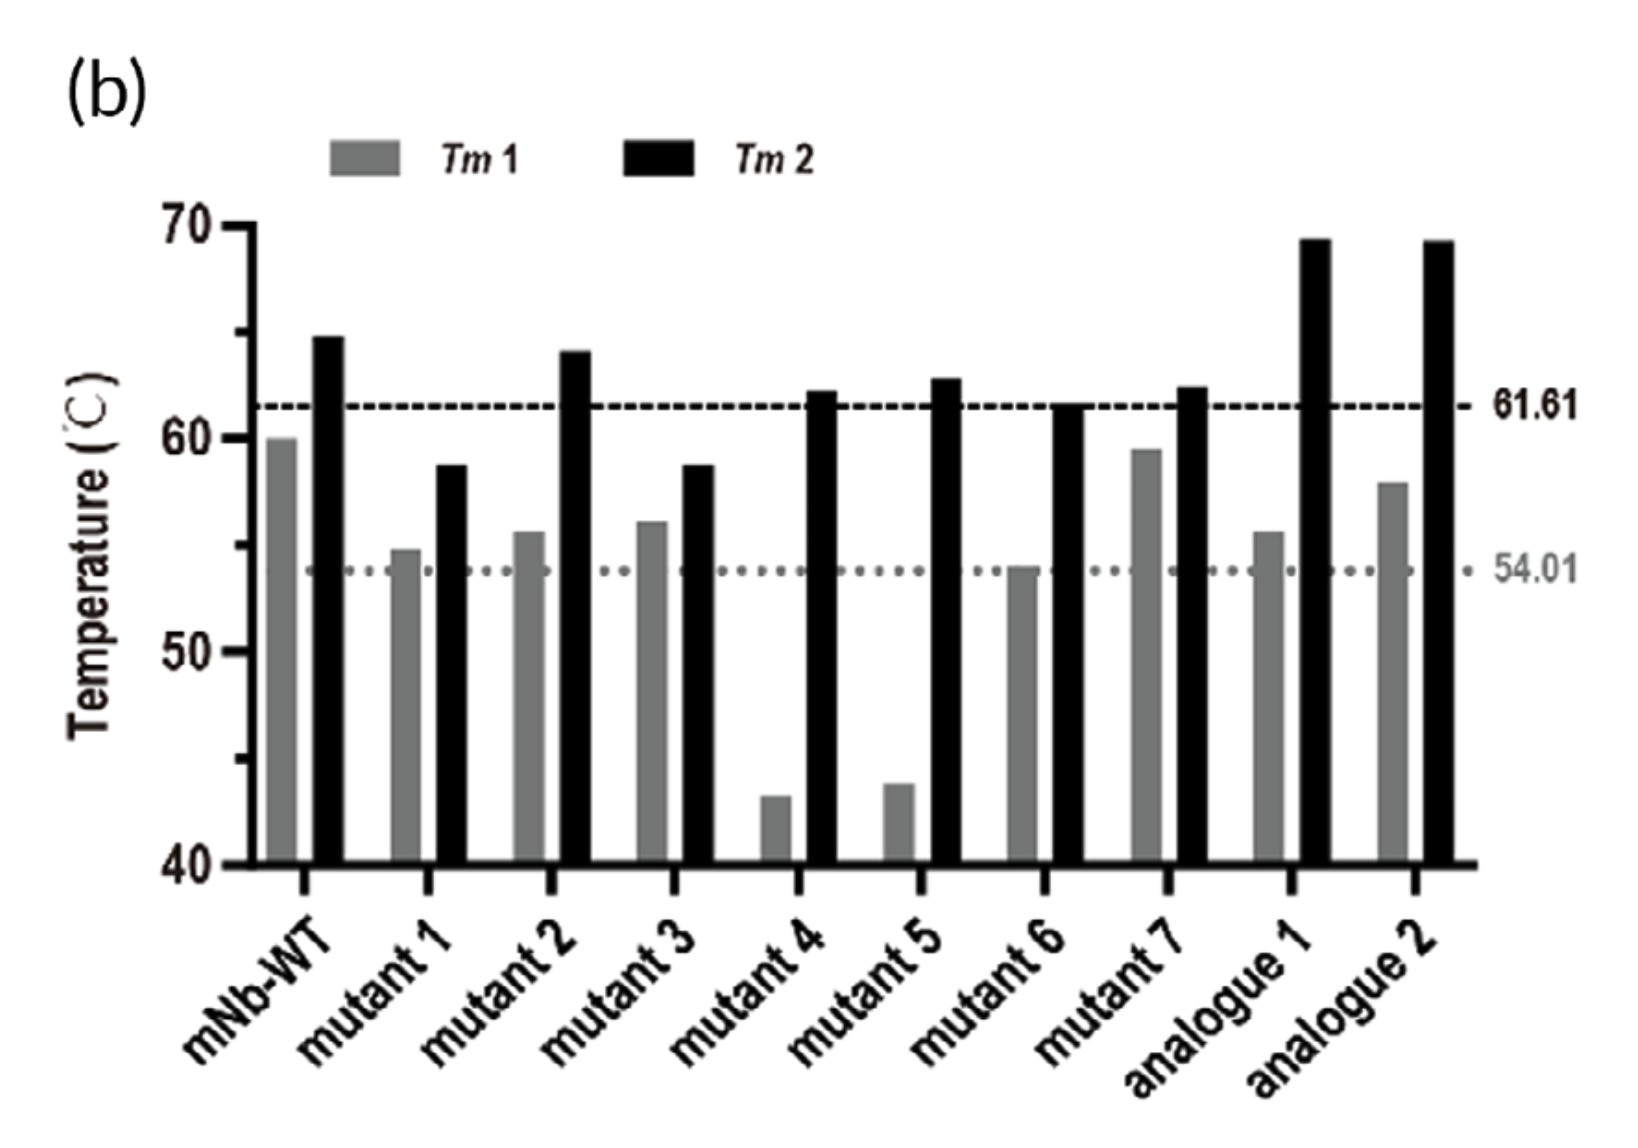 (b)
Tm 1
Tm 2
70
60
50
40
Temperature (℃)
61.61
54.01
mNb-WT
mutant 1
mutant 2
mutant 3
mutant 4
mutant 5
mutant 6
mutant 7
analogue 1
analogue 2